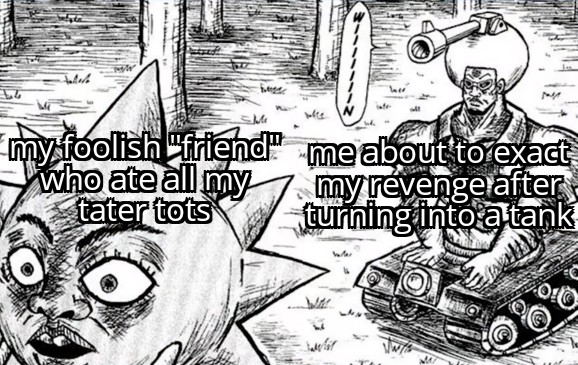 WIIIIIIIN
my foolish "friend"
who ate all my
tater tots
me about to exact
my revenge after
turning into a tank